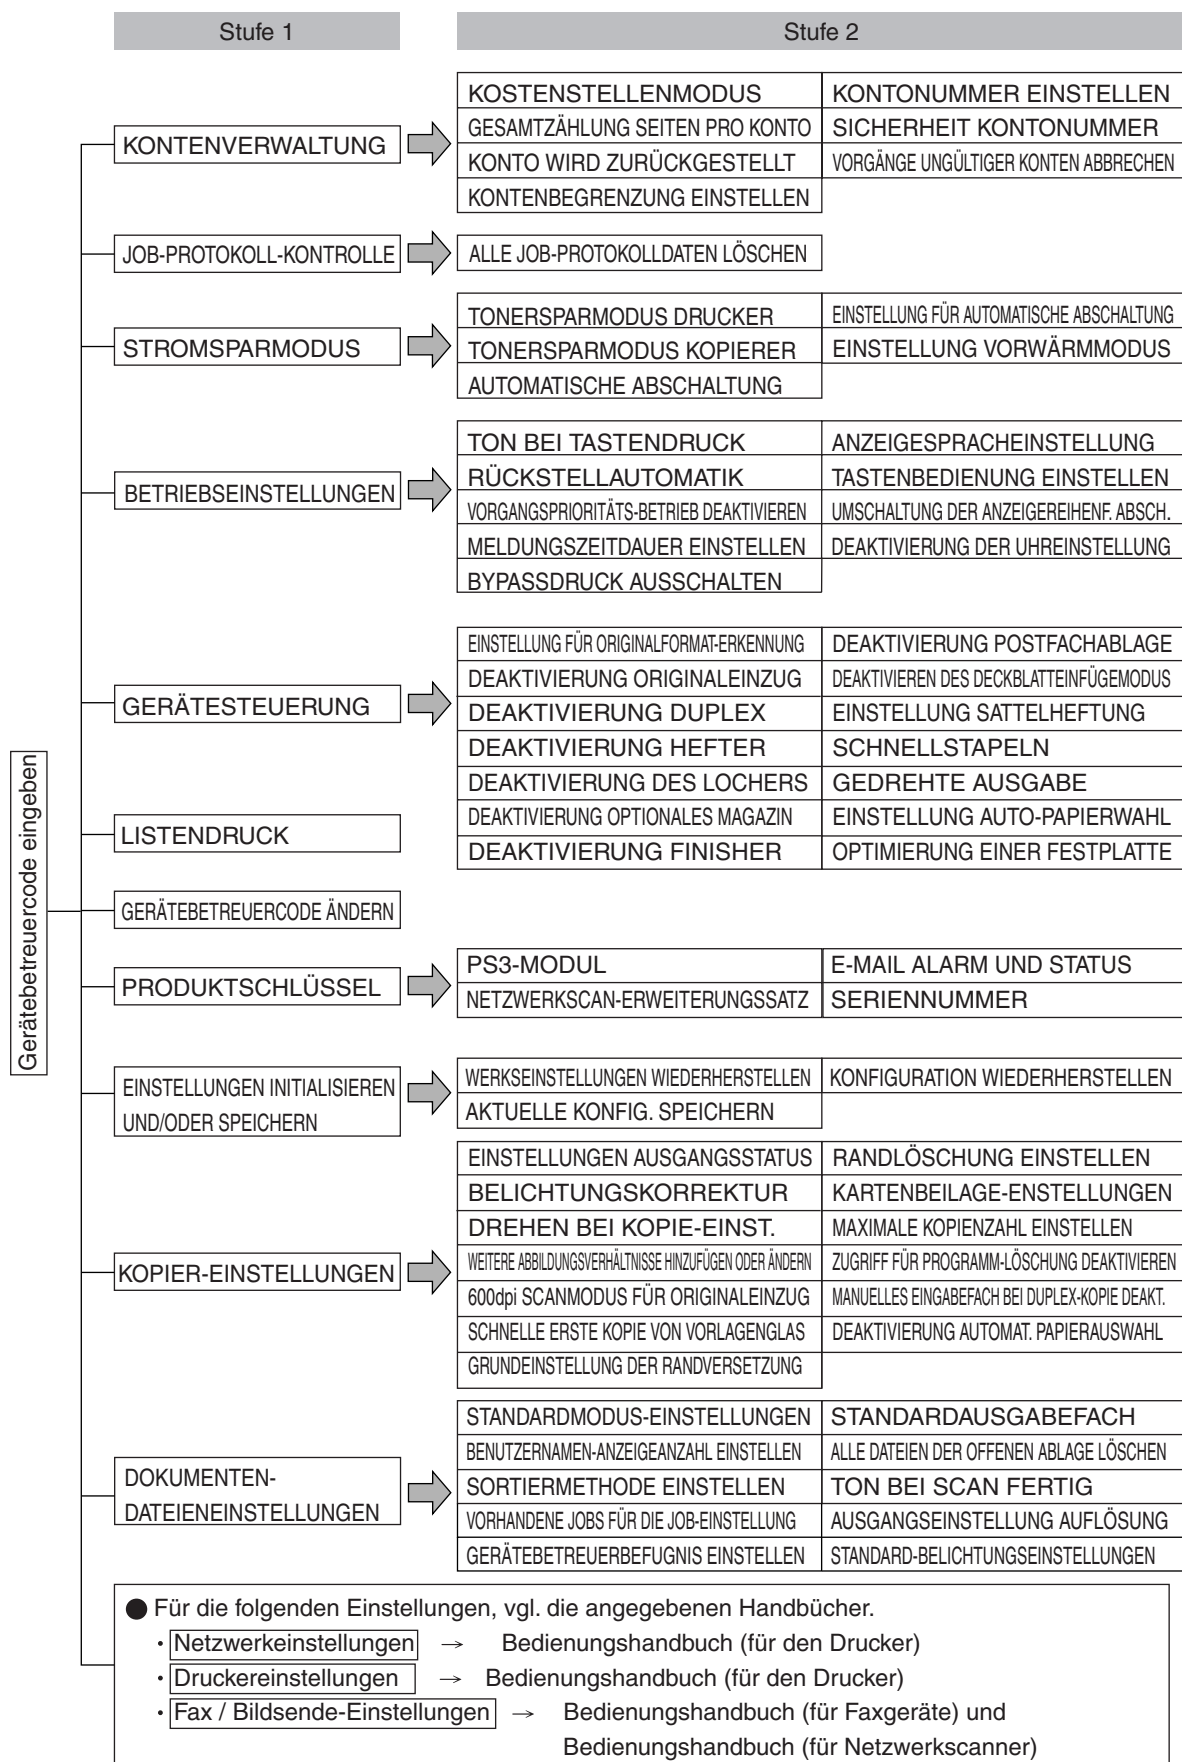 Stufe 1
Stufe 2
Gerätebetreuercode eingeben
KONTENVERWALTUNG
KOSTENSTELLENMODUS
KONTONUMMER EINSTELLEN
GESAMTZÄHLUNG SEITEN PRO KONTO
SICHERHEIT KONTONUMMER
KONTO WIRD ZURÜCKGESTELLT
VORGÄNGE UNGÜLTIGER KONTEN ABBRECHEN
KONTENBEGRENZUNG EINSTELLEN
JOB-PROTOKOLL-KONTROLLE
ALLE JOB-PROTOKOLLDATEN LÖSCHEN
STROMSPARMODUS
TONERSPARMODUS DRUCKER
EINSTELLUNG FÜR AUTOMATISCHE ABSCHALTUNG
TONERSPARMODUS KOPIERER
EINSTELLUNG VORWÄRMMODUS
AUTOMATISCHE ABSCHALTUNG
BETRIEBSEINSTELLUNGEN
TON BEI TASTENDRUCK
ANZEIGESPRACHEINSTELLUNG
RÜCKSTELLAUTOMATIK
TASTENBEDIENUNG EINSTELLEN
VORGANGSPRIORITÄTS-BETRIEB DEAKTIVIEREN
UMSCHALTUNG DER ANZEIGEREIHENF. ABSCH.
MELDUNGSZEITDAUER EINSTELLEN
DEAKTIVIERUNG DER UHREINSTELLUNG
BYPASSDRUCK AUSSCHALTEN
GERÄTESTEUERUNG
EINSTELLUNG FÜR ORIGINALFORMAT-ERKENNUNG
DEAKTIVIERUNG POSTFACHABLAGE
DEAKTIVIERUNG ORIGINALEINZUG
DEAKTIVIEREN DES DECKBLATTEINFÜGEMODUS
DEAKTIVIERUNG DUPLEX
EINSTELLUNG SATTELHEFTUNG
DEAKTIVIERUNG HEFTER
SCHNELLSTAPELN
DEAKTIVIERUNG DES LOCHERS
GEDREHTE AUSGABE
DEAKTIVIERUNG OPTIONALES MAGAZIN
EINSTELLUNG AUTO-PAPIERWAHL
DEAKTIVIERUNG FINISHER
OPTIMIERUNG EINER FESTPLATTE
LISTENDRUCK
GERÄTEBETREUERCODE ÄNDERN
PRODUKTSCHLÜSSEL
PS3-MODUL
E-MAIL ALARM UND STATUS
NETZWERKSCAN-ERWEITERUNGSSATZ
SERIENNUMMER
EINSTELLUNGEN INITIALISIEREN
UND/ODER SPEICHERN
WERKSEINSTELLUNGEN WIEDERHERSTELLEN
KONFIGURATION WIEDERHERSTELLEN
AKTUELLE KONFIG. SPEICHERN
KOPIER-EINSTELLUNGEN
EINSTELLUNGEN AUSGANGSSTATUS
RANDLÖSCHUNG EINSTELLEN
BELICHTUNGSKORREKTUR
KARTENBEILAGE-ENSTELLUNGEN
DREHEN BEI KOPIE-EINST.
MAXIMALE KOPIENZAHL EINSTELLEN
WEITERE ABBILDUNGSVERHÄLTNISSE HINZUFÜGEN ODER ÄNDERN
ZUGRIFF FÜR PROGRAMM-LÖSCHUNG DEAKTIVIEREN
600dpi SCANMODUS FÜR ORIGINALEINZUG
MANUELLES EINGABEFACH BEI DUPLEX-KOPIE DEAKT.
SCHNELLE ERSTE KOPIE VON VORLAGENGLAS
DEAKTIVIERUNG AUTOMAT. PAPIERAUSWAHL
GRUNDEINSTELLUNG DER RANDVERSETZUNG
DOKUMENTEN-
DATEIENEINSTELLUNGEN
STANDARDMODUS-EINSTELLUNGEN
STANDARDAUSGABEFACH
BENUTZERNAMEN-ANZEIGEANZAHL EINSTELLEN
ALLE DATEIEN DER OFFENEN ABLAGE LÖSCHEN
SORTIERMETHODE EINSTELLEN
TON BEI SCAN FERTIG
VORHANDENE JOBS FÜR DIE JOB-EINSTELLUNG
AUSGANGSEINSTELLUNG AUFLÖSUNG
GERÄTEBETREUERBEFUGNIS EINSTELLEN
STANDARD-BELICHTUNGSEINSTELLUNGEN
● Für die folgenden Einstellungen, vgl. die angegebenen Handbücher.
· Netzwerkeinstellungen → Bedienungshandbuch (für den Drucker)
· Druckereinstellungen → Bedienungshandbuch (für den Drucker)
· Fax / Bildsende-Einstellungen → Bedienungshandbuch (für Faxgeräte) und
Bedienungshandbuch (für Netzwerkscanner)